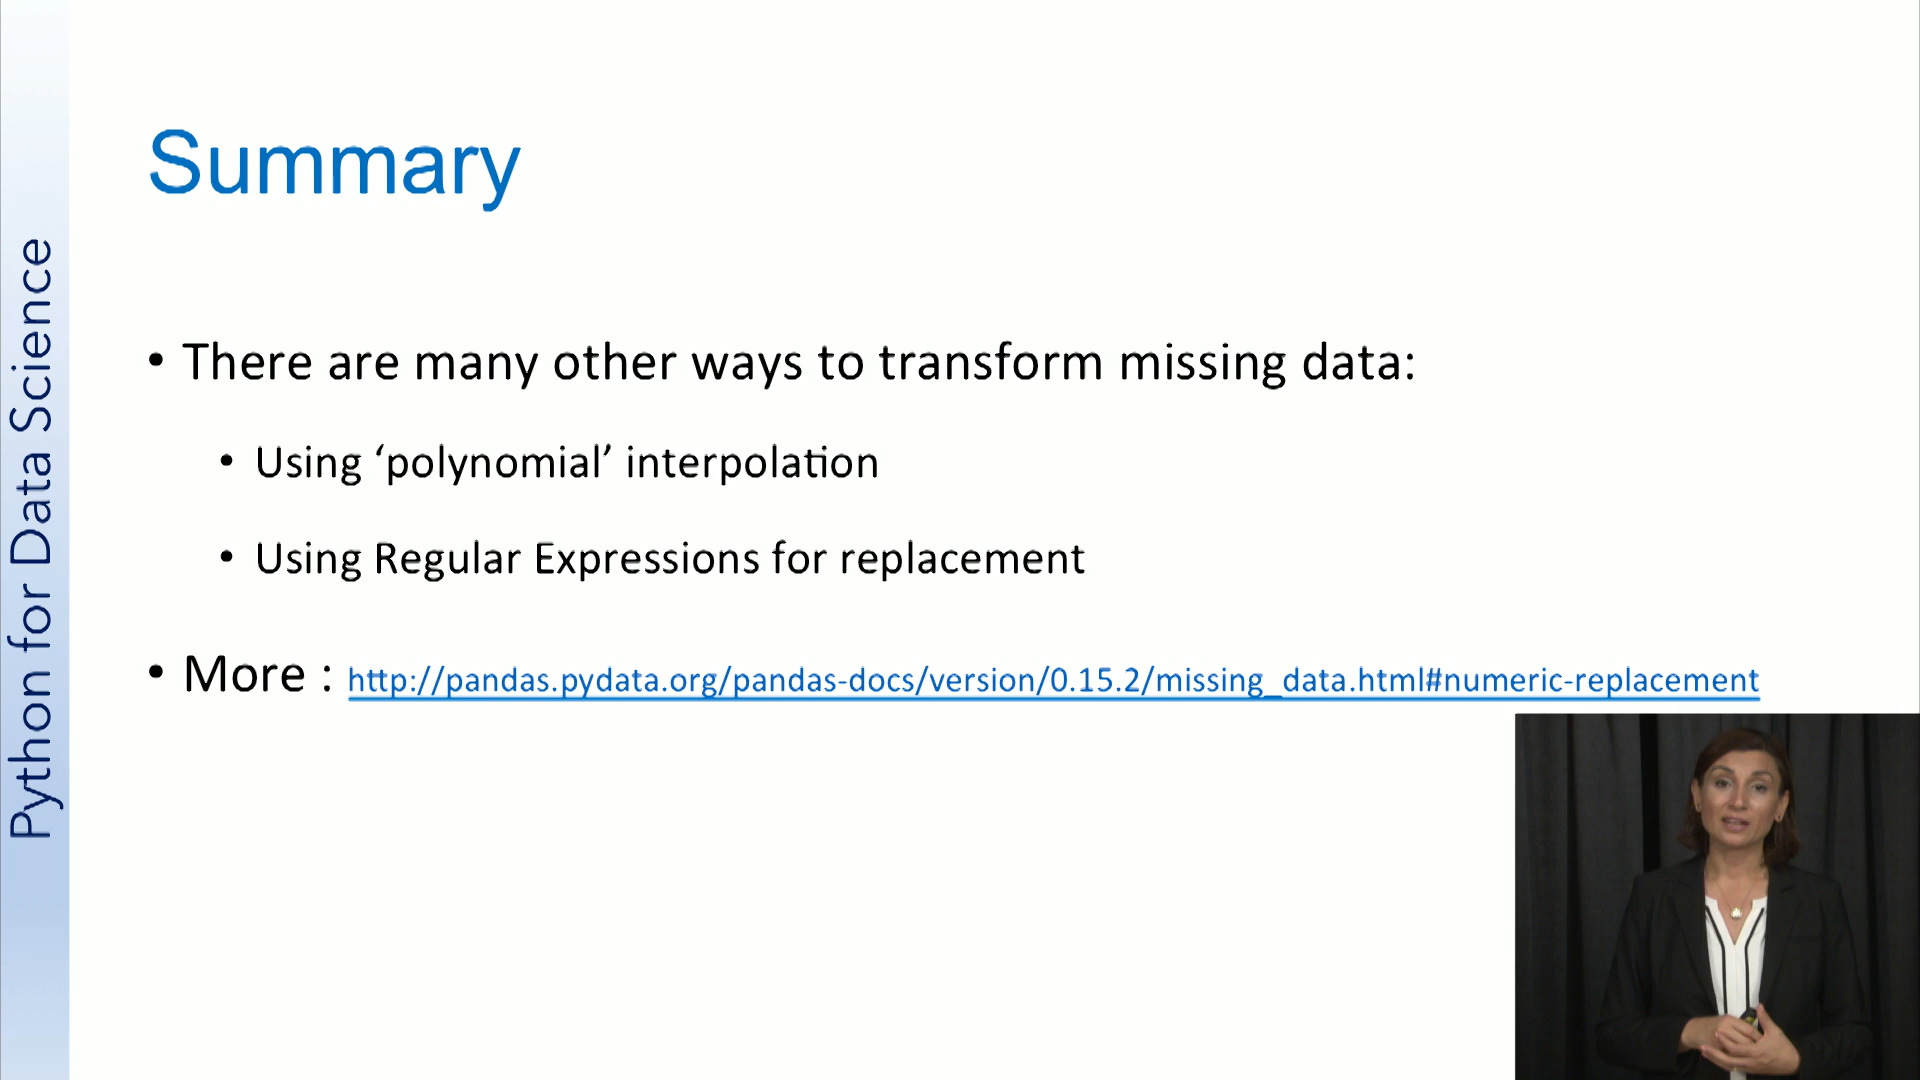 Python for Data Science
Summary
• There are many other ways to transform missing data:
• Using ‘polynomial’ interpolation
• Using Regular Expressions for replacement
• More : http://pandas.pydata.org/pandas-docs/version/0.15.2/missing_data.html#numeric-replacement